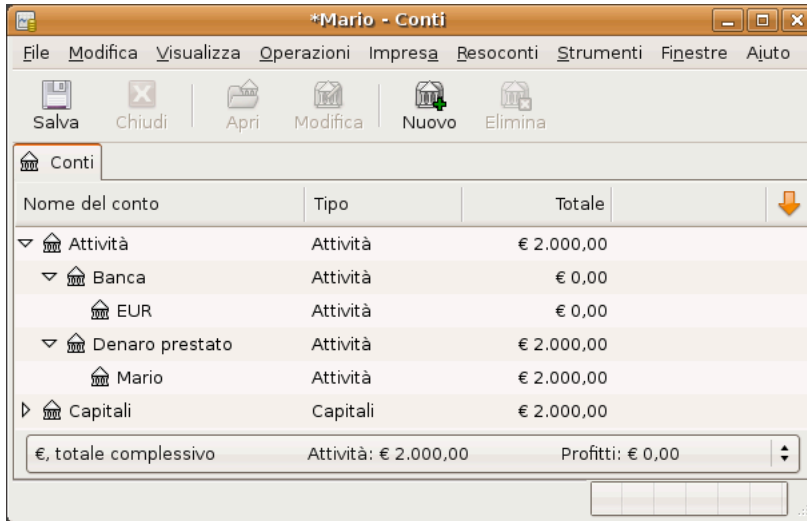 *Mario - Conti
File Modifica Visualizza Operazioni Impresa Resoconti Strumenti Finestre Aiuto
Salva Chiudi Apri Modifica Nuovo Elimina
Conti
Nome del conto Tipo Totale
Attività Attività € 2.000,00
Banca Attività € 0,00
EUR Attività € 0,00
Denaro prestato Attività € 2.000,00
Mario Attività € 2.000,00
Capitali Capitali € 2.000,00
€, totale complessivo Attività: € 2.000,00 Profitti: € 0,00